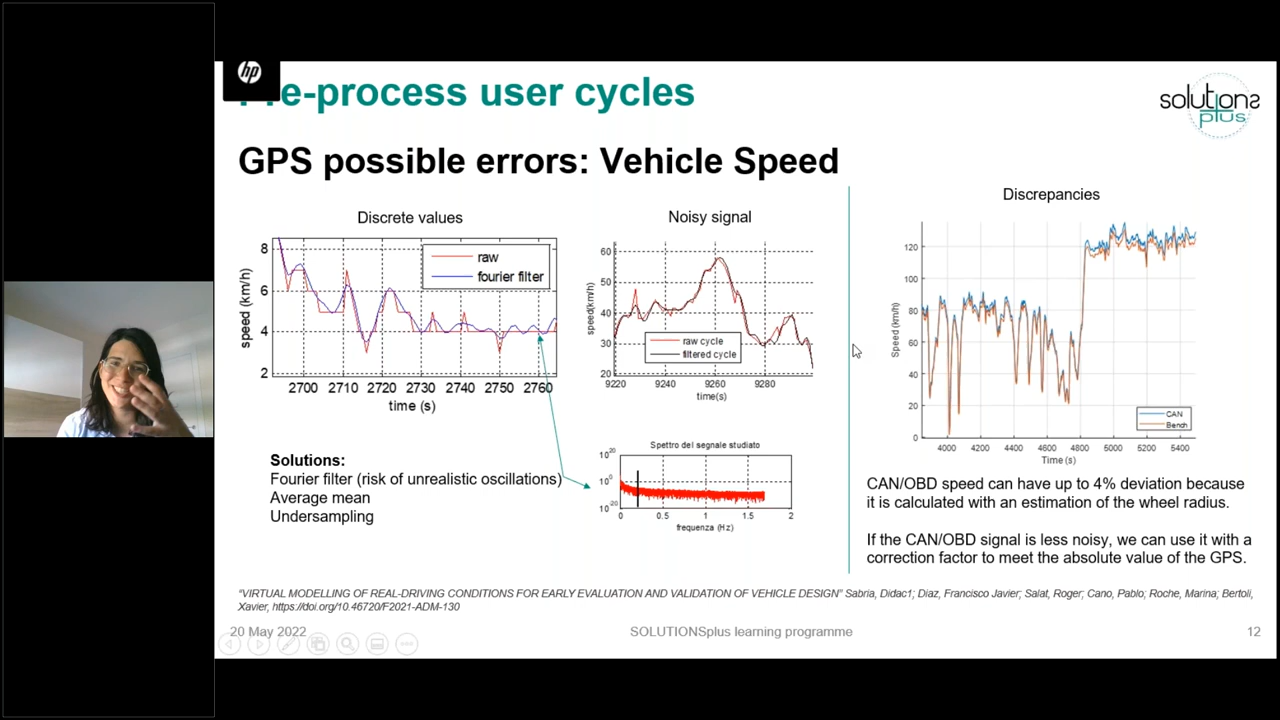 hp
e-process user cycles
solutions
plus
GPS possible errors: Vehicle Speed
Discrete values
8
6
4
2
speed (km/h)
raw
fourier filter
2700 2710 2720 2730 2740 2750 2760
time (s)
Noisy signal
60
50
40
30
20
speed(km/h)
raw cycle
filtered cycle
9220 9240 9260 9280
time(s)
Discrepancies
120
100
80
60
40
20
0
Speed (km/h)
CAN
Bench
4000 4200 4400 4600 4800 5000 5200 5400
Time (s)
Solutions:
Fourier filter (risk of unrealistic oscillations)
Average mean
Undersampling
Spettro del segnale studiato
10^20
10^0
10^-20
0 0.5 1 1.5 2
frequenza (Hz)
CAN/OBD speed can have up to 4% deviation because
it is calculated with an estimation of the wheel radius.
If the CAN/OBD signal is less noisy, we can use it with a
correction factor to meet the absolute value of the GPS.
“VIRTUAL MODELLING OF REAL-DRIVING CONDITIONS FOR EARLY EVALUATION AND VALIDATION OF VEHICLE DESIGN” Sabria, Didac1; Diaz, Francisco Javier; Salat, Roger; Cano, Pablo; Roche, Marina; Bertoli,
Xavier, https://doi.org/10.46720/F2021-ADM-130
20 May 2022
SOLUTIONSplus learning programme
12